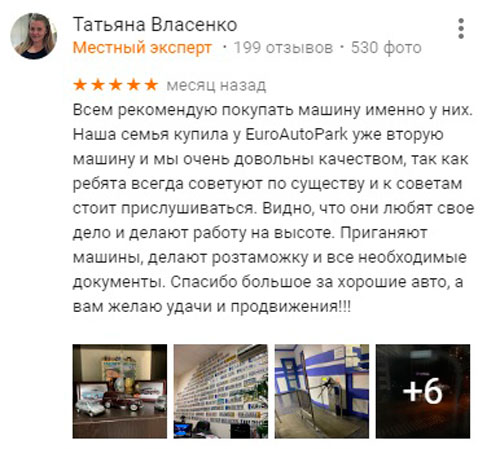 Татьяна Власенко
Местный эксперт · 199 отзывов · 530 фото
месяц назад
Всем рекомендую покупать машину именно у них.
Наша семья купила у EuroAutoPark уже вторую
машину и мы очень довольны качеством, так как
ребята всегда советуют по существу и к советам
стоит прислушиваться. Видно, что они любят свое
дело и делают работу на высоте. Приганяют
машины, делают розтаможку и все необходимые
документы. Спасибо большое за хорошие авто, а
вам желаю удачи и продвижения!!!
+6